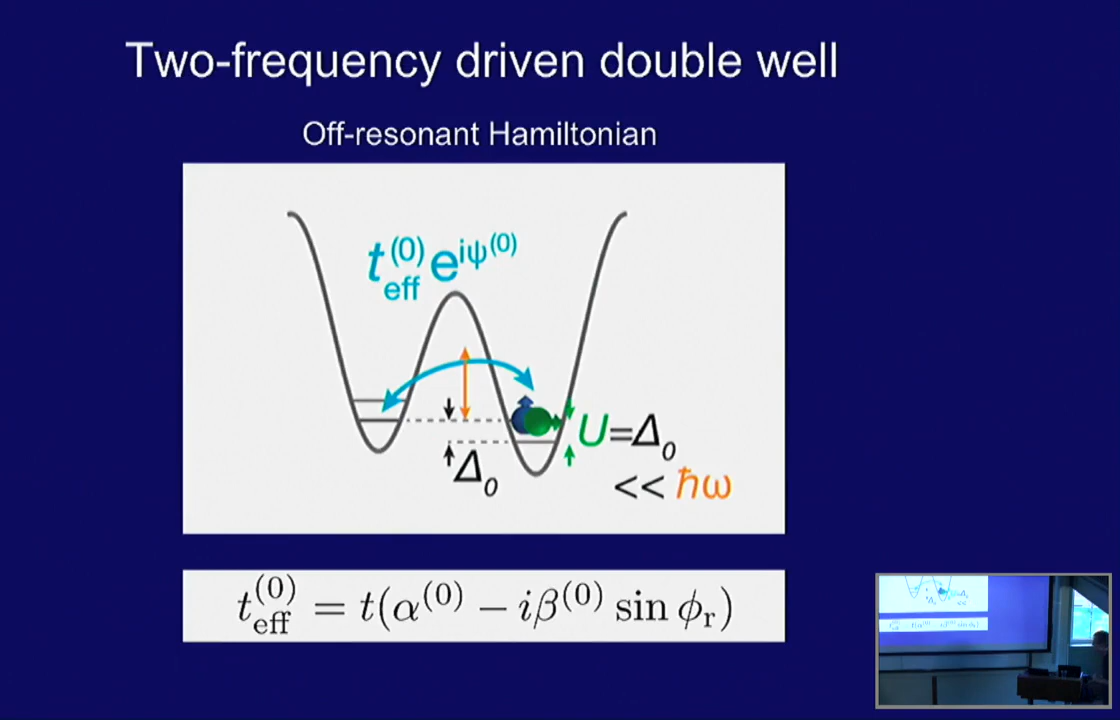 Two-frequency driven double well
Off-resonant Hamiltonian
t_eff^(0) e^iψ^(0)
U=Δ₀
Δ₀
<< ħω
t_eff^(0) = t(α^(0) − iβ^(0) sin ϕ_r)